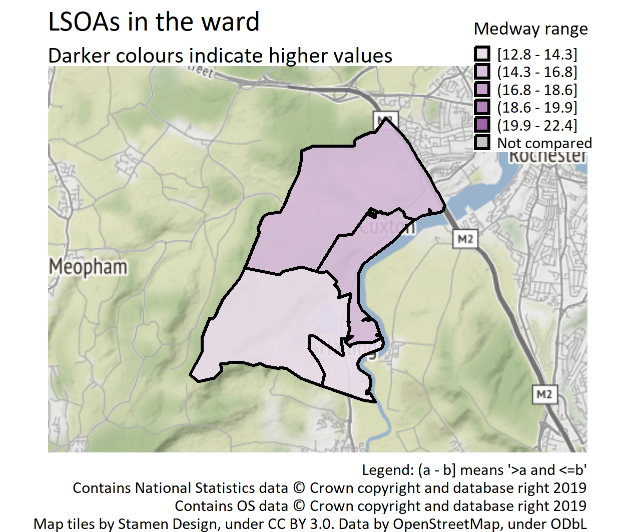 LSOAs in the ward
Darker colours indicate higher values
Medway range
[12.8 - 14.3]
(14.3 - 16.8]
(16.8 - 18.6]
(18.6 - 19.9]
(19.9 - 22.4]
Not compared
Rochester
Cuxton
M2
Meopham
M2
Legend: (a - b] means '>a and <=b'
Contains National Statistics data © Crown copyright and database right 2019
Contains OS data © Crown copyright and database right 2019
Map tiles by Stamen Design, under CC BY 3.0. Data by OpenStreetMap, under ODbL